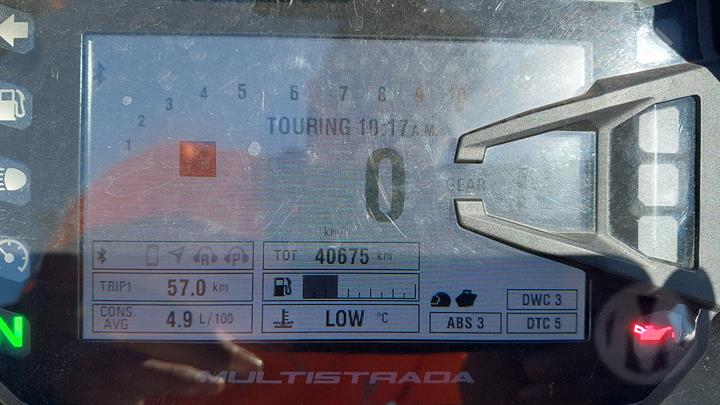 1 2 3 4 5 6 7 8 9 10
TOURING 10:17 A.M.
0
GEAR
km/h
R P
TOT 40675 km
TRIP1 57.0 km
CONS. AVG 4.9 L/100
LOW °C
ABS 3
DWC 3
DTC 5
N
MULTISTRADA
M